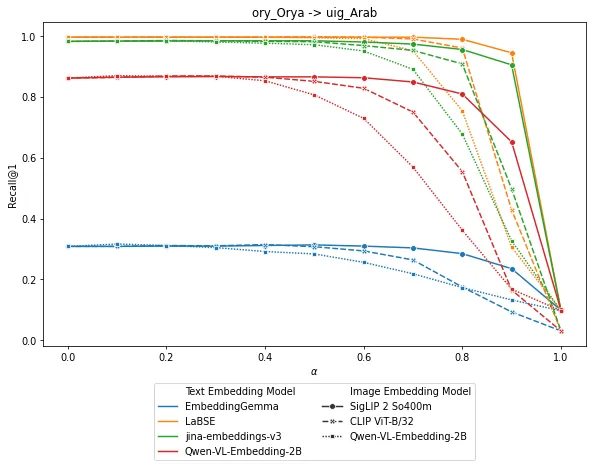 ory_Orya -> uig_Arab
Recall@1
1.0
0.8
0.6
0.4
0.2
0.0
0.0 0.2 0.4 0.6 0.8 1.0
α
Text Embedding Model
EmbeddingGemma
LaBSE
jina-embeddings-v3
Qwen-VL-Embedding-2B
Image Embedding Model
SigLIP 2 So400m
CLIP ViT-B/32
Qwen-VL-Embedding-2B